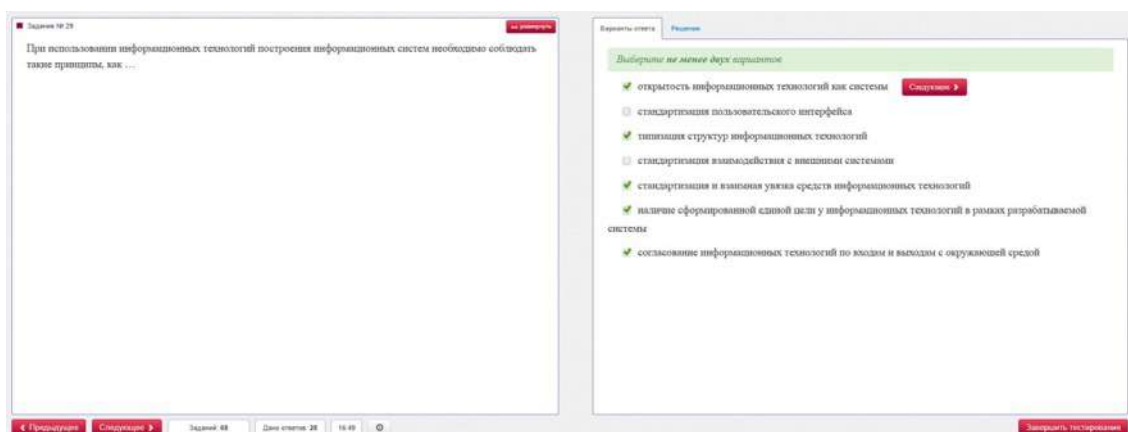 Задание № 29
развернуть
При использовании информационных технологий построения информационных систем необходимо соблюдать
такие принципы, как …
Варианты ответа
Решение
Выберите не менее двух вариантов
открытость информационных технологий как системы
Следующее
стандартизация пользовательского интерфейса
типизация структур информационных технологий
стандартизация взаимодействия с внешними системами
стандартизация и взаимная увязка средств информационных технологий
наличие сформированной единой цели у информационных технологий в рамках разрабатываемой
системы
согласование информационных технологий по входам и выходам с окружающей средой
Предыдущее
Следующее
Заданий:
Дано ответов: 28
16:49
Завершить тестирование